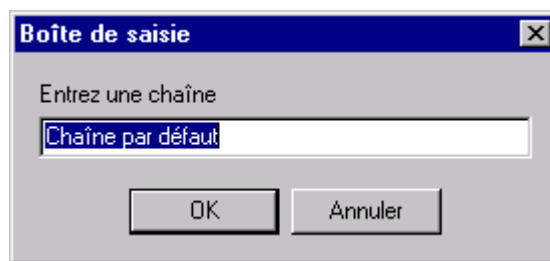 Boîte de saisie
Entrez une chaîne
Chaîne par défaut
OK Annuler